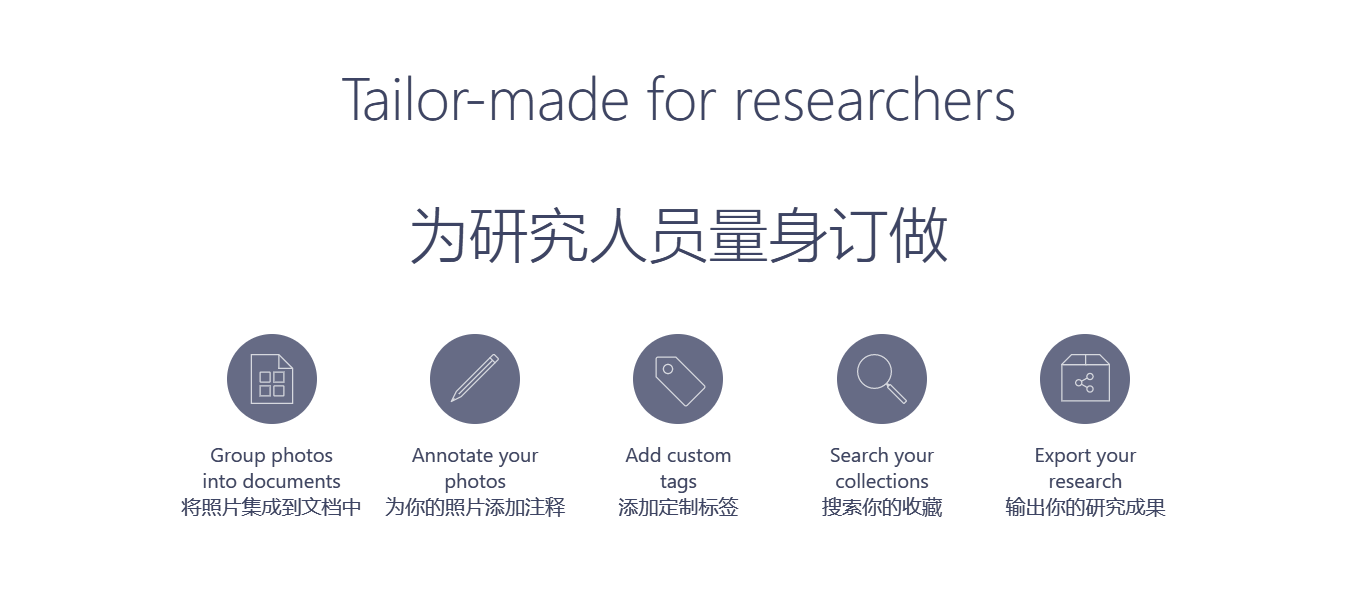 Tailor-made for researchers
为研究人员量身订做
Group photos
into documents
将照片集成到文档中
Annotate your
photos
为你的照片添加注释
Add custom
tags
添加定制标签
Search your
collections
搜索你的收藏
Export your
research
输出你的研究成果